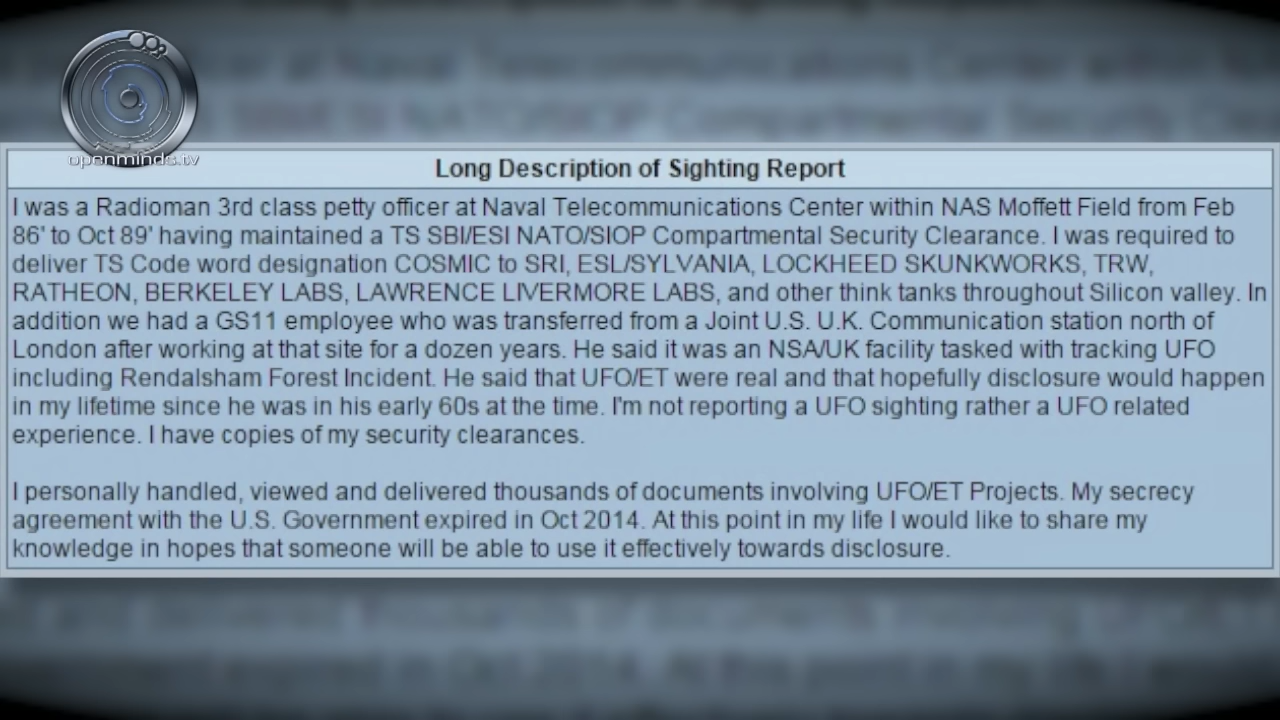 openminds.tv
Long Description of Sighting Report
I was a Radioman 3rd class petty officer at Naval Telecommunications Center within NAS Moffett Field from Feb
86' to Oct 89' having maintained a TS SBI/ESI NATO/SIOP Compartmental Security Clearance. I was required to
deliver TS Code word designation COSMIC to SRI, ESL/SYLVANIA, LOCKHEED SKUNKWORKS, TRW,
RATHEON, BERKELEY LABS, LAWRENCE LIVERMORE LABS, and other think tanks throughout Silicon valley. In
addition we had a GS11 employee who was transferred from a Joint U.S. U.K. Communication station north of
London after working at that site for a dozen years. He said it was an NSA/UK facility tasked with tracking UFO
including Rendalsham Forest Incident. He said that UFO/ET were real and that hopefully disclosure would happen
in my lifetime since he was in his early 60s at the time. I'm not reporting a UFO sighting rather a UFO related
experience. I have copies of my security clearances.
I personally handled, viewed and delivered thousands of documents involving UFO/ET Projects. My secrecy
agreement with the U.S. Government expired in Oct 2014. At this point in my life I would like to share my
knowledge in hopes that someone will be able to use it effectively towards disclosure.